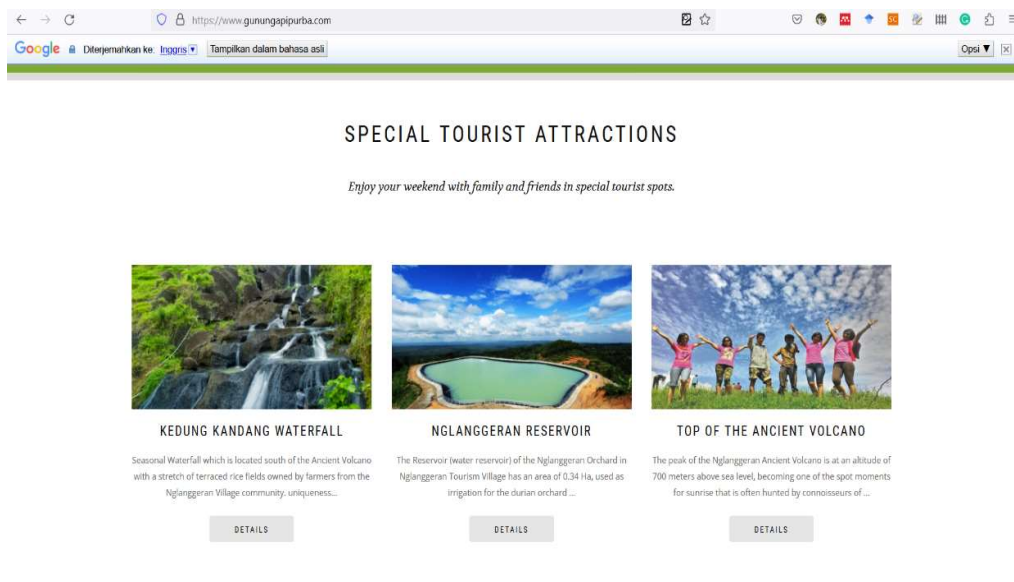 https://www.gunungapipurba.com
Google Diterjemahkan ke: Inggris Tampilkan dalam bahasa asli Opsi ▼
SPECIAL TOURIST ATTRACTIONS
Enjoy your weekend with family and friends in special tourist spots.
KEDUNG KANDANG WATERFALL
Seasonal Waterfall which is located south of the Ancient Volcano
with a stretch of terraced rice fields owned by farmers from the
Nglanggeran Village community. uniqueness...
DETAILS
NGLANGGERAN RESERVOIR
The Reservoir (water reservoir) of the Nglanggeran Orchard in
Nglanggeran Tourism Village has an area of 0.34 Ha, used as
irrigation for the durian orchard ...
DETAILS
TOP OF THE ANCIENT VOLCANO
The peak of the Nglanggeran Ancient Volcano is at an altitude of
700 meters above sea level, becoming one of the spot moments
for sunrise that is often hunted by connoisseurs of ...
DETAILS